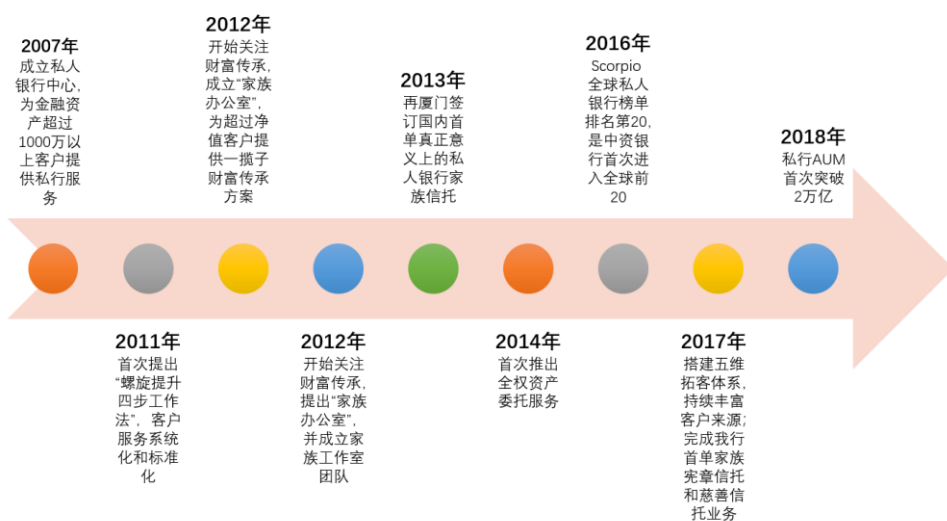 2007年
成立私人
银行中心,
为金融资
产超过
1000万以
上客户提
供私行服
务
2011年
首次提出
“螺旋提升
四步工作
法”，客户
服务系统
化和标准
化
2012年
开始关注
财富传承,
成立“家族
办公室”，
为超过净
值客户提
供一揽子
财富传承
方案
2012年
开始关注
财富传承,
提出“家族
办公室”，
并成立家
族工作室
团队
2013年
再厦门签
订国内首
单真正意
义上的私
人银行家
族信托
2014年
首次推出
全权资产
委托服务
2016年
Scorpio
全球私人
银行榜单
排名第20,
是中资银
行首次进
入全球前
20
2017年
搭建五维
拓客体系,
持续丰富
客户来源;
完成我行
首单家族
宪章信托
和慈善信
托业务
2018年
私行AUM
首次突破
2万亿